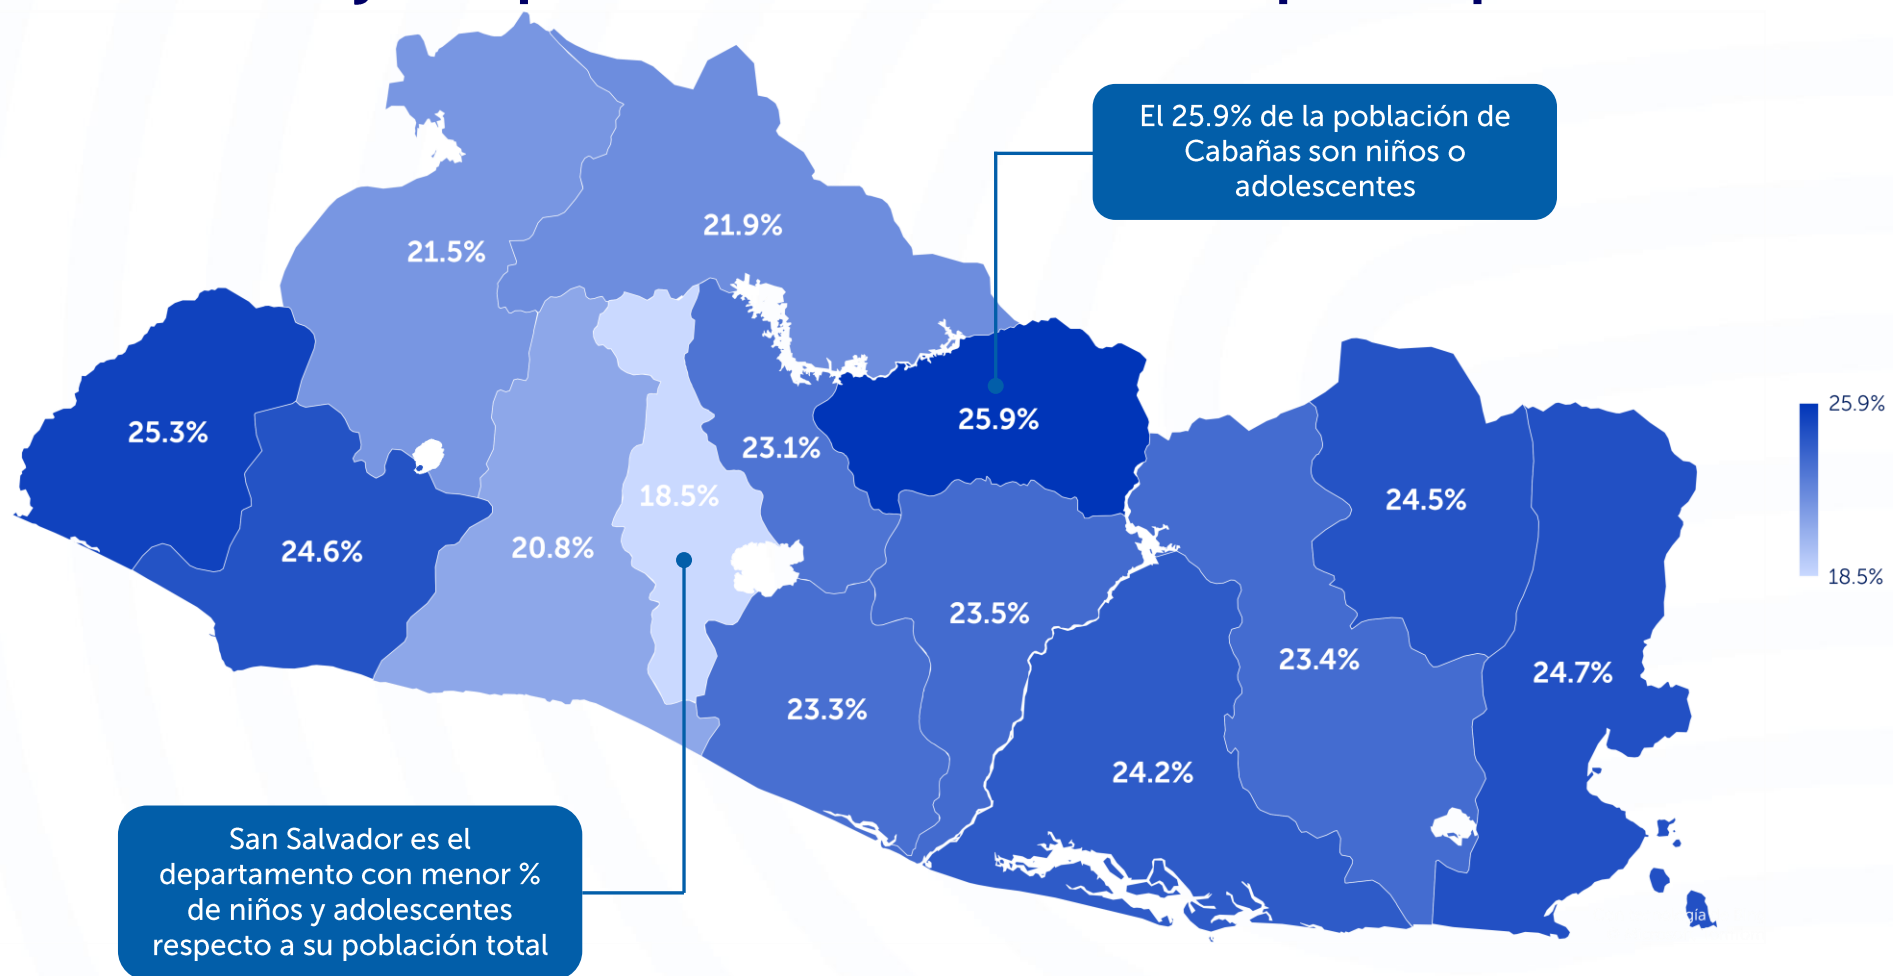 El 25.9% de la población de
Cabañas son niños o
adolescentes
21.9%
21.5%
25.3%
25.9%
23.1%
18.5%
24.5%
24.6%
20.8%
23.5%
23.4%
24.7%
23.3%
24.2%
25.9%
18.5%
San Salvador es el
departamento con menor %
de niños y adolescentes
respecto a su población total